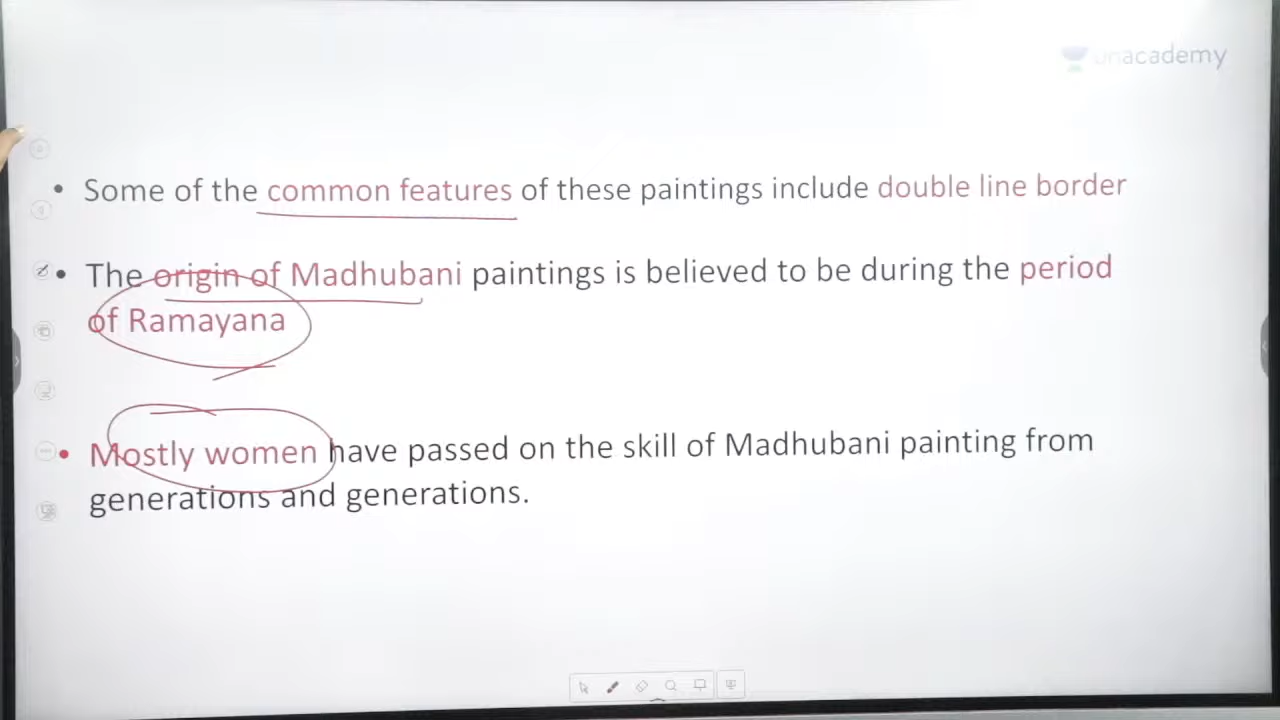 unacademy
• Some of the common features of these paintings include double line border
• The origin of Madhubani paintings is believed to be during the period
of Ramayana
• Mostly women have passed on the skill of Madhubani painting from
generations and generations.